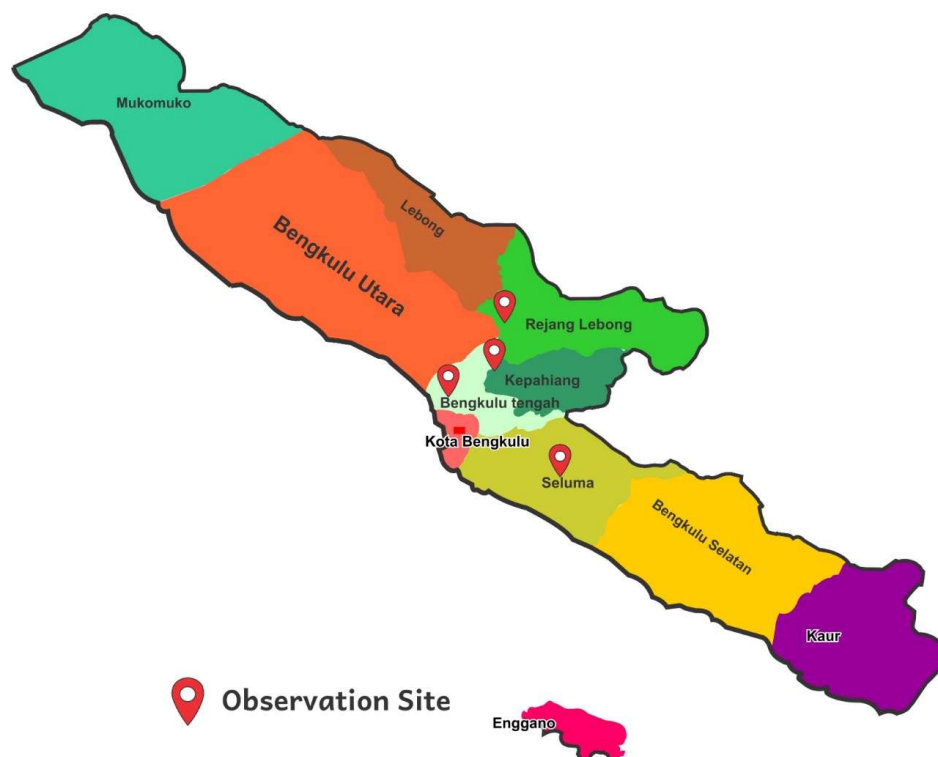 Mukomuko
Lebong
Bengkulu Utara
Rejang Lebong
Kepahiang
Bengkulu tengah
Kota Bengkulu
Seluma
Bengkulu Selatan
Kaur
Observation Site
Enggano